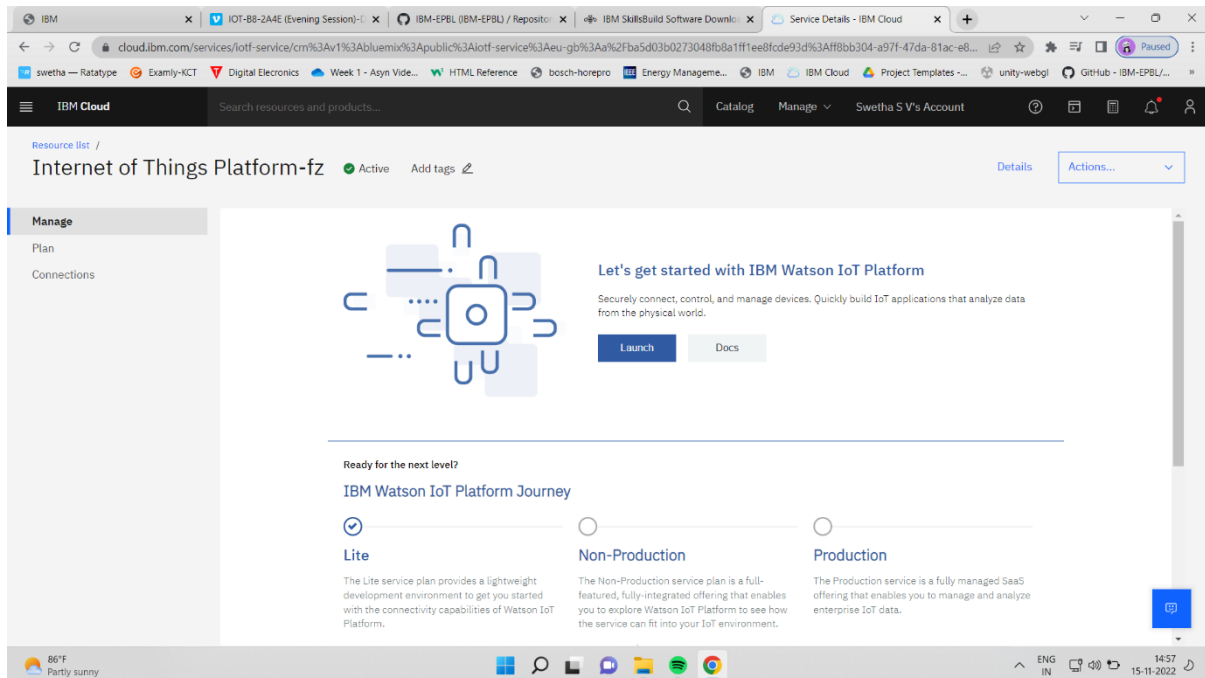 IBM
IOT-B8-2A4E (Evening Session)-I
IBM-EPBL (IBM-EPBL) / Repositor
IBM SkillsBuild Software Downlo
Service Details - IBM Cloud
cloud.ibm.com/services/iotf-service/crn%3Av1%3Abluemix%3Apublic%3Aiotf-service%3Aeu-gb%3Aa%2Fba5d03b0273048fb8a1ff1ee8fcde93d%3Aff8bb304-a97f-47da-81ac-e8...
Paused
swetha — Ratatype
Examly-KCT
Digital Elecronics
Week 1 - Asyn Vide...
HTML Reference
bosch-horepro
Energy Manageme...
IBM
IBM Cloud
Project Templates -...
unity-webgl
GitHub - IBM-EPBL/...
IBM Cloud
Search resources and products...
Catalog
Manage
Swetha S V's Account
Resource list /
Internet of Things Platform-fz
Active
Add tags
Details
Actions...
Manage
Plan
Connections
Let's get started with IBM Watson IoT Platform
Securely connect, control, and manage devices. Quickly build IoT applications that analyze data
from the physical world.
Launch
Docs
Ready for the next level?
IBM Watson IoT Platform Journey
Lite
The Lite service plan provides a lightweight
development environment to get you started
with the connectivity capabilities of Watson IoT
Platform.
Non-Production
The Non-Production service plan is a full-
featured, fully-integrated offering that enables
you to explore Watson IoT Platform to see how
the service can fit into your IoT environment.
Production
The Production service is a fully managed SaaS
offering that enables you to manage and analyze
enterprise IoT data.
86°F
Partly sunny
ENG
IN
14:57
15-11-2022